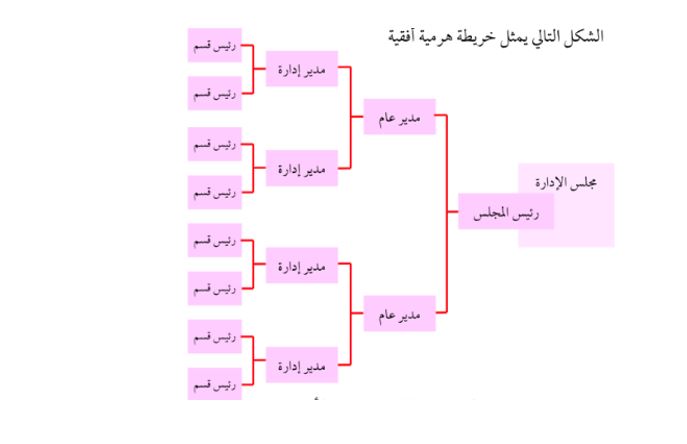 الشكل التالي يمثل خريطة هرمية أفقية
مجلس الإدارة
رئيس المجلس
مدير عام
مدير عام
مدير إدارة
مدير إدارة
مدير إدارة
مدير إدارة
رئيس قسم
رئيس قسم
رئيس قسم
رئيس قسم
رئيس قسم
رئيس قسم
رئيس قسم
رئيس قسم